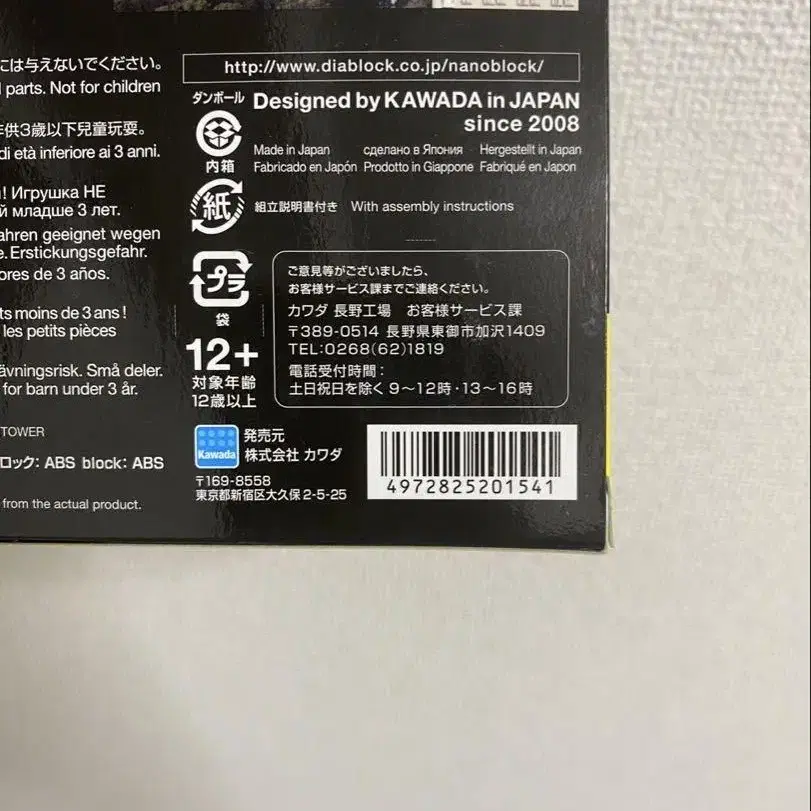 には与えないでください。
parts. Not for children
供3歳以下兒童玩耍。
di età inferiore ai 3 anni.
! Игрушка НЕ
й младше 3 лет.
ahren geeignet wegen
e. Erstickungsgefahr.
ores de 3 años.
ts moins de 3 ans !
les petits pièces
ävningsrisk. Små deler.
for barn under 3 år.
TOWER
ロック: ABS block: ABS
from the actual product.
http://www.diablock.co.jp/nanoblock/
ダンボール
Designed by KAWADA in JAPAN
since 2008
内箱
Made in Japan сделано в Японии Hergestellt in Japan
Fabricado en Japón Prodotto in Giappone Fabriqué en Japon
紙
組立説明書付き With assembly instructions
プラ
袋
ご意見等がございましたら、
お客様サービス課までご連絡ください。
カワダ 長野工場 お客様サービス課
〒389-0514 長野県東御市加沢1409
TEL:0268(62)1819
電話受付時間：
土日祝日を除く 9～12時・13～16時
12+
対象年齢
12歳以上
Kawada
発売元
株式会社 カワダ
〒169-8558
東京都新宿区大久保2-5-25
4972825201541